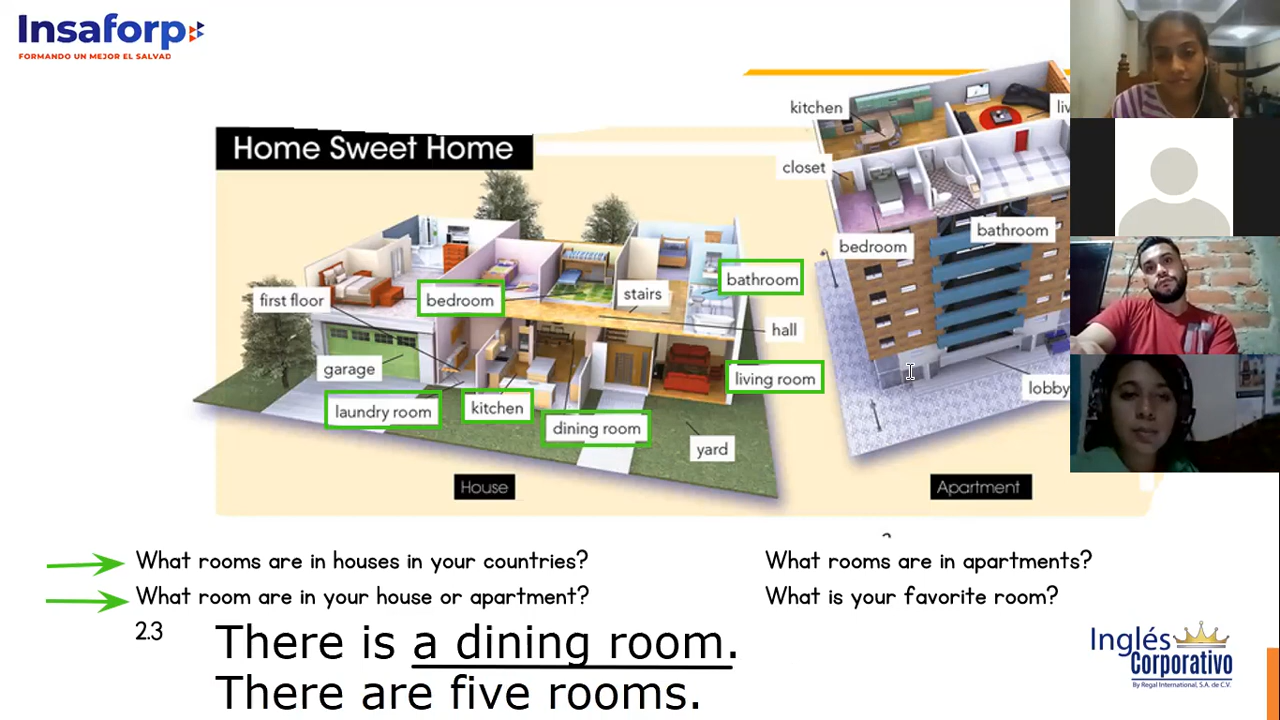 Insaforp
FORMANDO UN MEJOR EL SALVAD
Home Sweet Home
first floor
bedroom
stairs
bathroom
hall
garage
living room
laundry room
kitchen
dining room
yard
House
kitchen
closet
bedroom
bathroom
lobby
Apartment
What rooms are in houses in your countries?
What room are in your house or apartment?
What rooms are in apartments?
What is your favorite room?
2.3
There is a dining room.
There are five rooms.
Inglés
Corporativo
By Regal International, S.A. de C.V.